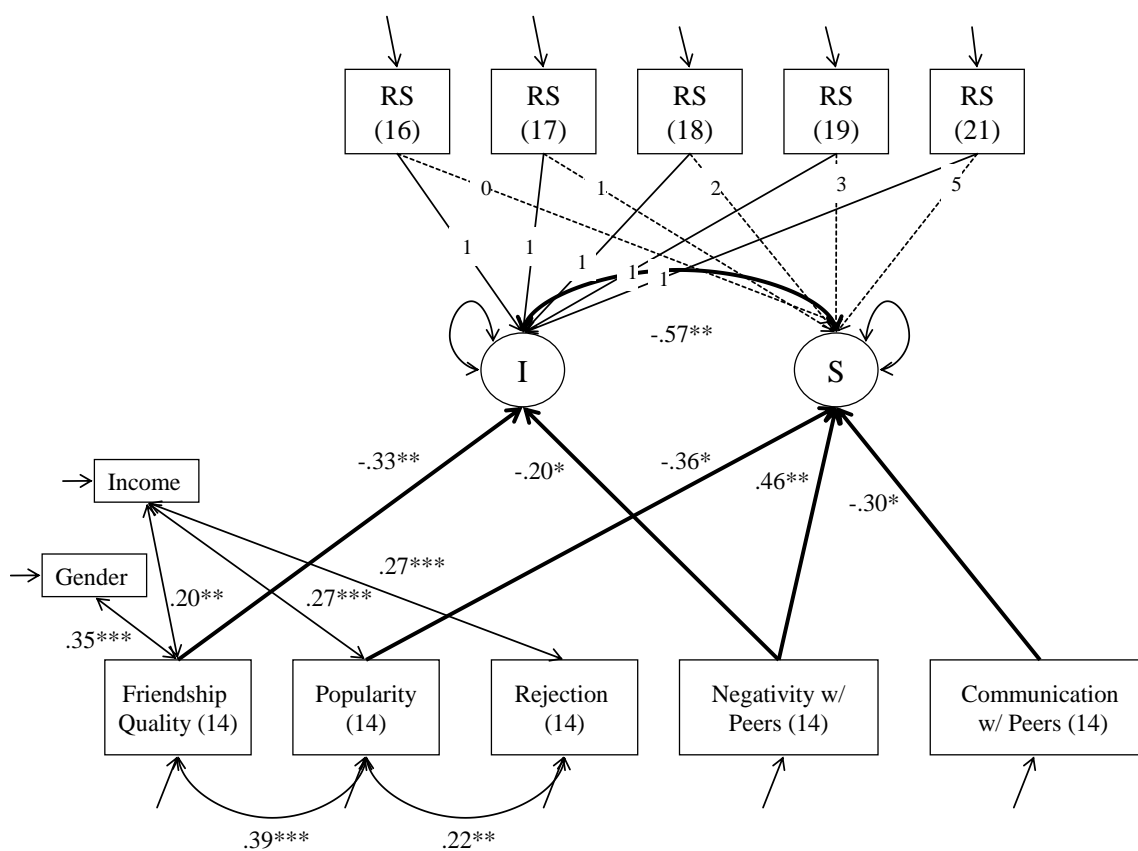 RS
(16)
RS
(17)
RS
(18)
RS
(19)
RS
(21)
0
1
2
3
5
1
1
1
1
1
-.57**
I
S
-.33**
-.20*
-.36*
.46**
-.30*
Income
Gender
.20**
.27***
.27***
.35***
Friendship
Quality (14)
Popularity
(14)
Rejection
(14)
Negativity w/
Peers (14)
Communication
w/ Peers (14)
.39***
.22**